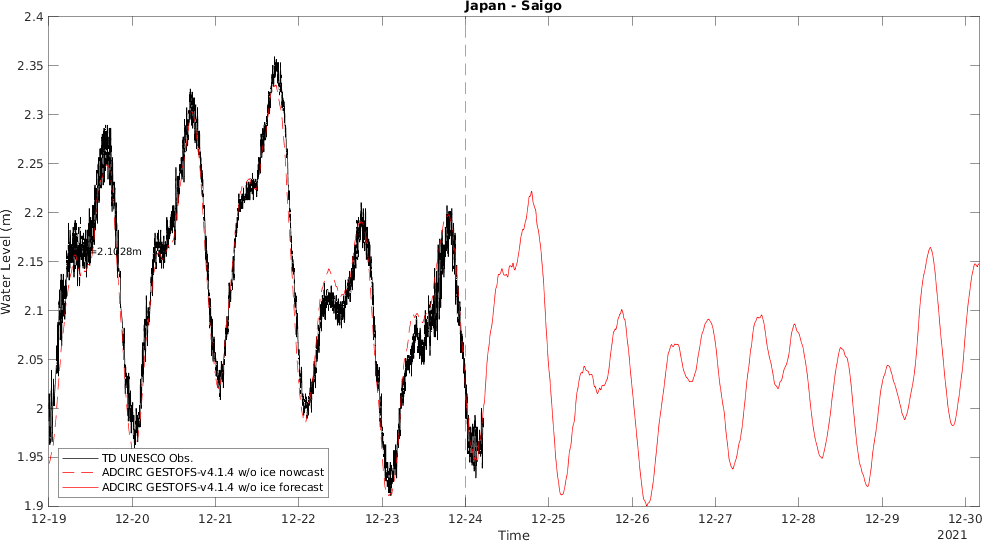 Japan - Saigo
2.4
2.35
2.3
2.25
2.2
2.15
2.1
2.05
2
1.95
1.9
Water Level (m)
=2.1028m
TD UNESCO Obs.
ADCIRC GESTOFS-v4.1.4 w/o ice nowcast
ADCIRC GESTOFS-v4.1.4 w/o ice forecast
12-19 12-20 12-21 12-22 12-23 12-24 12-25 12-26 12-27 12-28 12-29 12-30
Time
2021